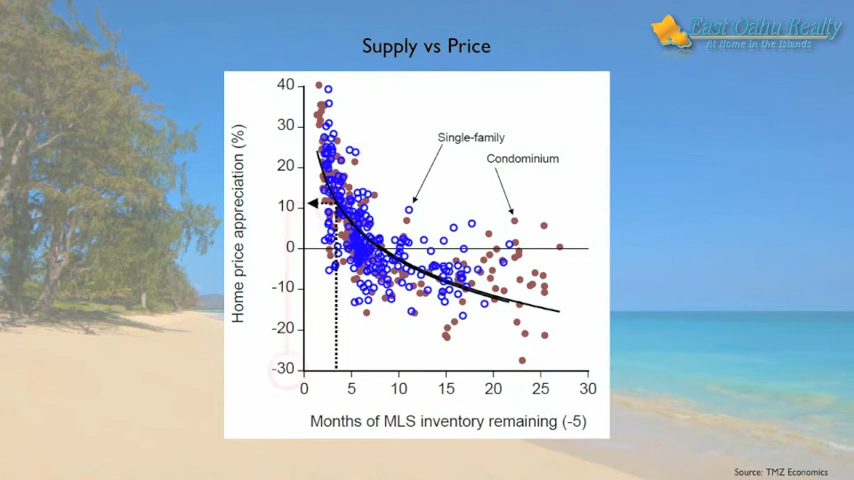 East Oahu Realty
At Home in the Islands
Supply vs Price
Home price appreciation (%)
40
30
20
10
0
-10
-20
-30
Single-family
Condominium
0 5 10 15 20 25 30
Months of MLS inventory remaining (-5)
Source: TMZ Economics